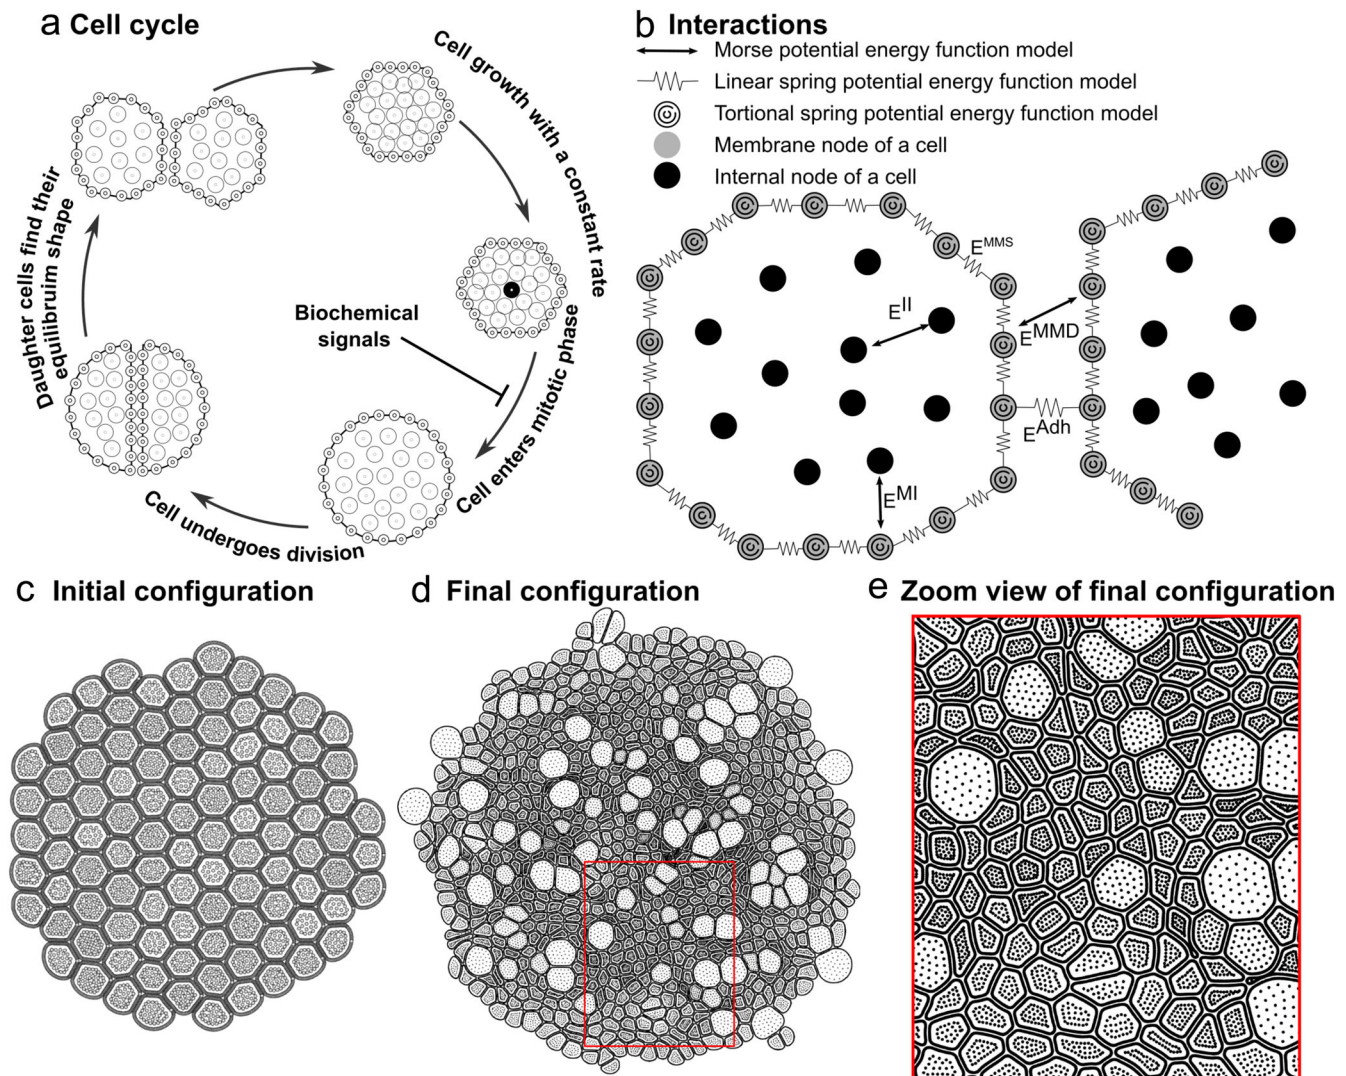 a Cell cycle
Cell growth with a constant rate
Cell enters mitotic phase
Biochemical
signals
Cell undergoes division
Daughter cells find their
equilibruim shape
b Interactions
Morse potential energy function model
Linear spring potential energy function model
Tortional spring potential energy function model
Membrane node of a cell
Internal node of a cell
E^MMS
E^II
E^MMD
E^Adh
E^MI
c Initial configuration
d Final configuration
e Zoom view of final configuration